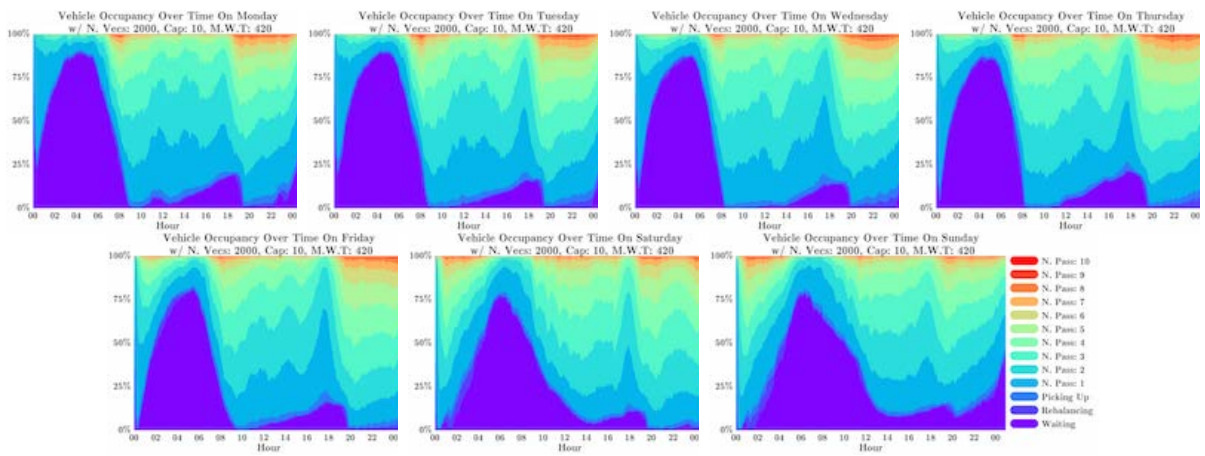 Vehicle Occupancy Over Time On Monday
w/ N. Vecs: 2000, Cap: 10, M.W.T: 420
100%
75%
50%
25%
0%
00 02 04 06 08 10 12 14 16 18 20 22 00
Hour
Vehicle Occupancy Over Time On Tuesday
w/ N. Vecs: 2000, Cap: 10, M.W.T: 420
100%
75%
50%
25%
0%
00 02 04 06 08 10 12 14 16 18 20 22 00
Hour
Vehicle Occupancy Over Time On Wednesday
w/ N. Vecs: 2000, Cap: 10, M.W.T: 420
100%
75%
50%
25%
0%
00 02 04 06 08 10 12 14 16 18 20 22 00
Hour
Vehicle Occupancy Over Time On Thursday
w/ N. Vecs: 2000, Cap: 10, M.W.T: 420
100%
75%
50%
25%
0%
00 02 04 06 08 10 12 14 16 18 20 22 00
Hour
Vehicle Occupancy Over Time On Friday
w/ N. Vecs: 2000, Cap: 10, M.W.T: 420
100%
75%
50%
25%
0%
00 02 04 06 08 10 12 14 16 18 20 22 00
Hour
Vehicle Occupancy Over Time On Saturday
w/ N. Vecs: 2000, Cap: 10, M.W.T: 420
100%
75%
50%
25%
0%
00 02 04 06 08 10 12 14 16 18 20 22 00
Hour
Vehicle Occupancy Over Time On Sunday
w/ N. Vecs: 2000, Cap: 10, M.W.T: 420
100%
75%
50%
25%
0%
00 02 04 06 08 10 12 14 16 18 20 22 00
Hour
N. Pass: 10
N. Pass: 9
N. Pass: 8
N. Pass: 7
N. Pass: 6
N. Pass: 5
N. Pass: 4
N. Pass: 3
N. Pass: 2
N. Pass: 1
Picking Up
Rebalancing
Waiting